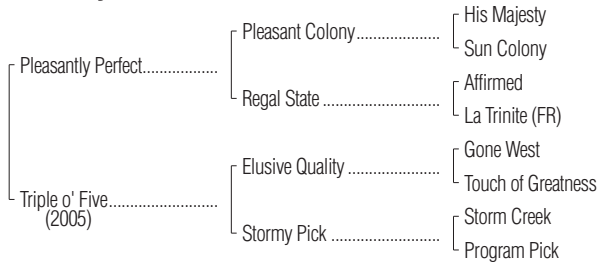 His Majesty
Pleasant Colony..................
Sun Colony
Pleasantly Perfect.................
Affirmed
Regal State .........................
La Trinite (FR)
Gone West
Elusive Quality ....................
Touch of Greatness
Triple o' Five........................
(2005)
Storm Creek
Stormy Pick .......................
Program Pick